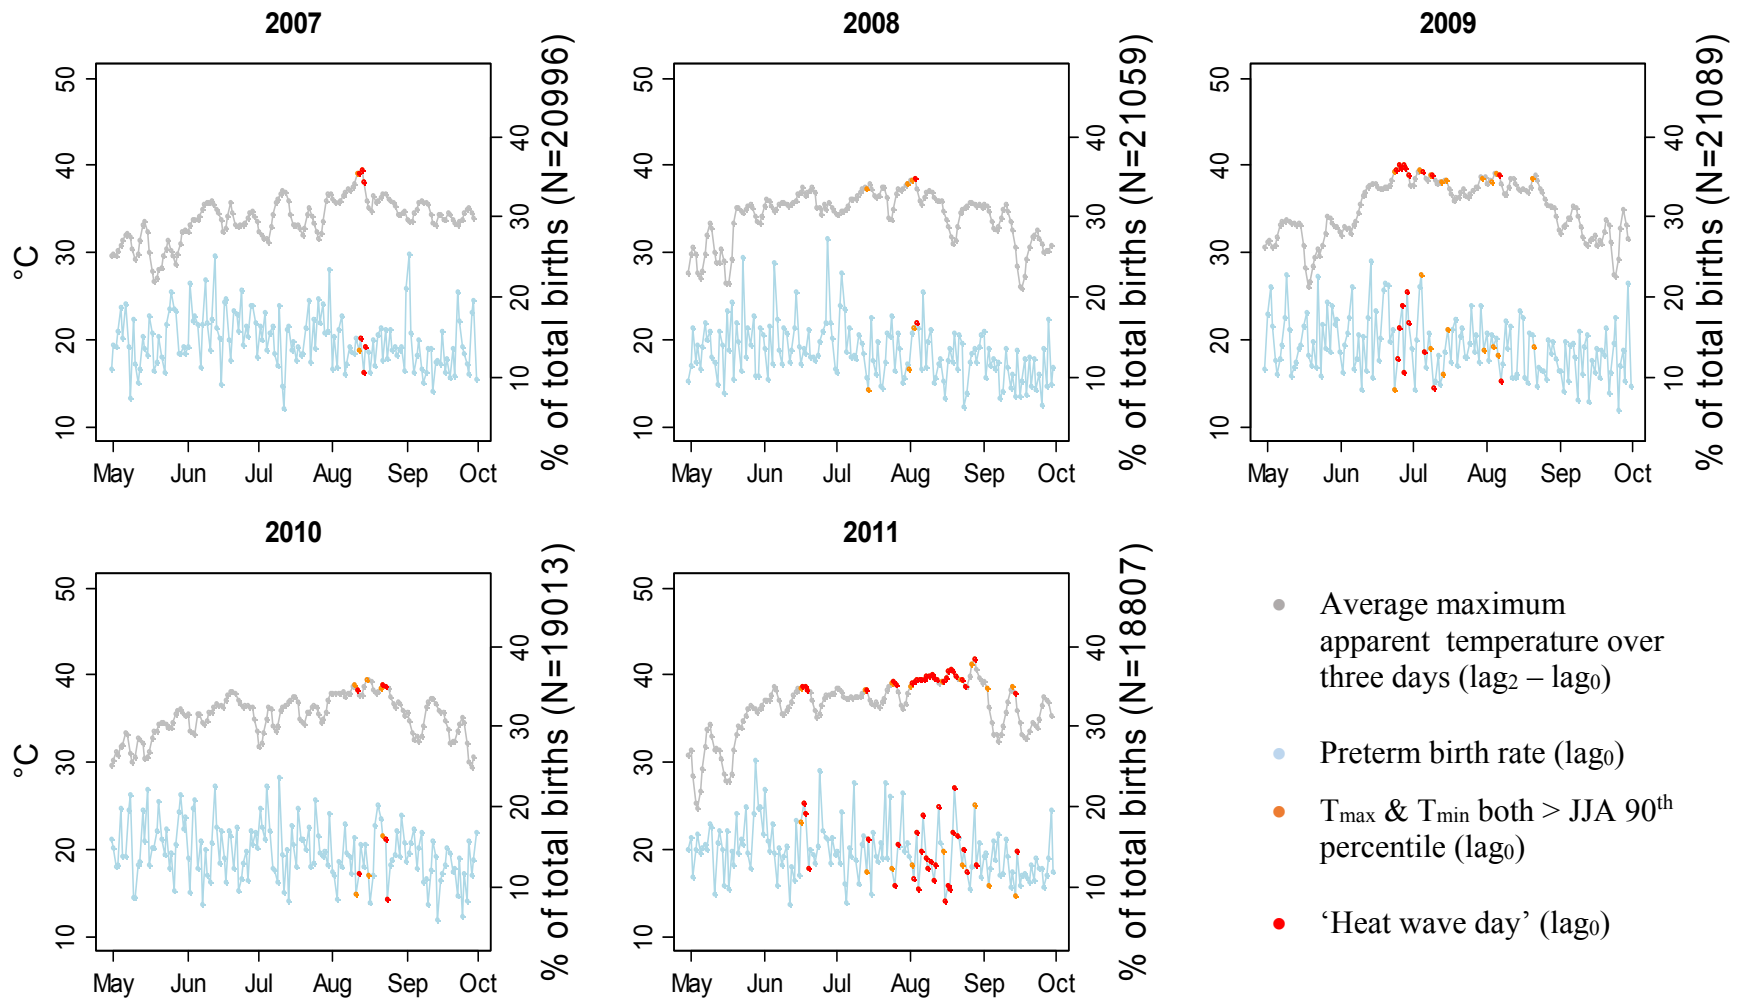 2007
50
40
30
20
10
°C
40
30
20
10
% of total births (N=20996)
May Jun Jul Aug Sep Oct
2008
50
40
30
20
10
40
30
20
10
% of total births (N=21059)
May Jun Jul Aug Sep Oct
2009
50
40
30
20
10
40
30
20
10
% of total births (N=21089)
May Jun Jul Aug Sep Oct
2010
50
40
30
20
10
°C
40
30
20
10
% of total births (N=19013)
May Jun Jul Aug Sep Oct
2011
50
40
30
20
10
40
30
20
10
% of total births (N=18807)
May Jun Jul Aug Sep Oct
Average maximum
apparent temperature over
three days (lag₂ – lag₀)
Preterm birth rate (lag₀)
Tmax & Tmin both > JJA 90th
percentile (lag₀)
‘Heat wave day’ (lag₀)